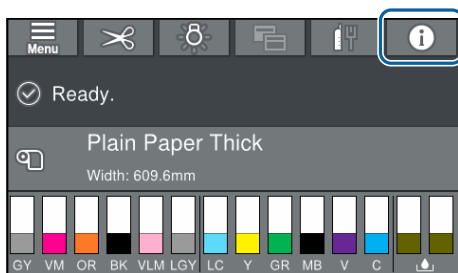 Menu
i
Ready.
Plain Paper Thick
Width: 609.6mm
GY VM OR BK VLM LGY LC Y GR MB V C